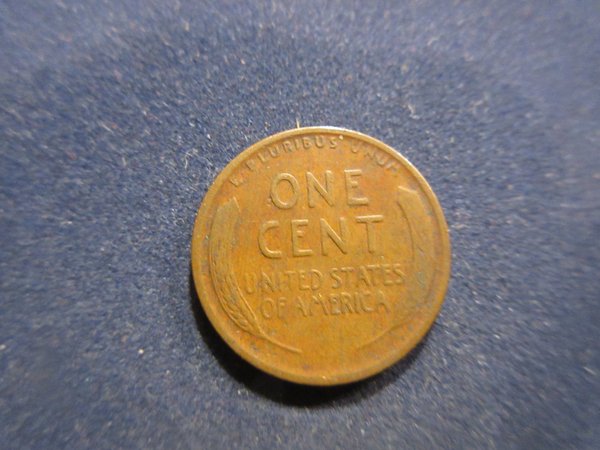 E PLURIBUS UNUM
ONE
CENT
UNITED STATES
OF AMERICA